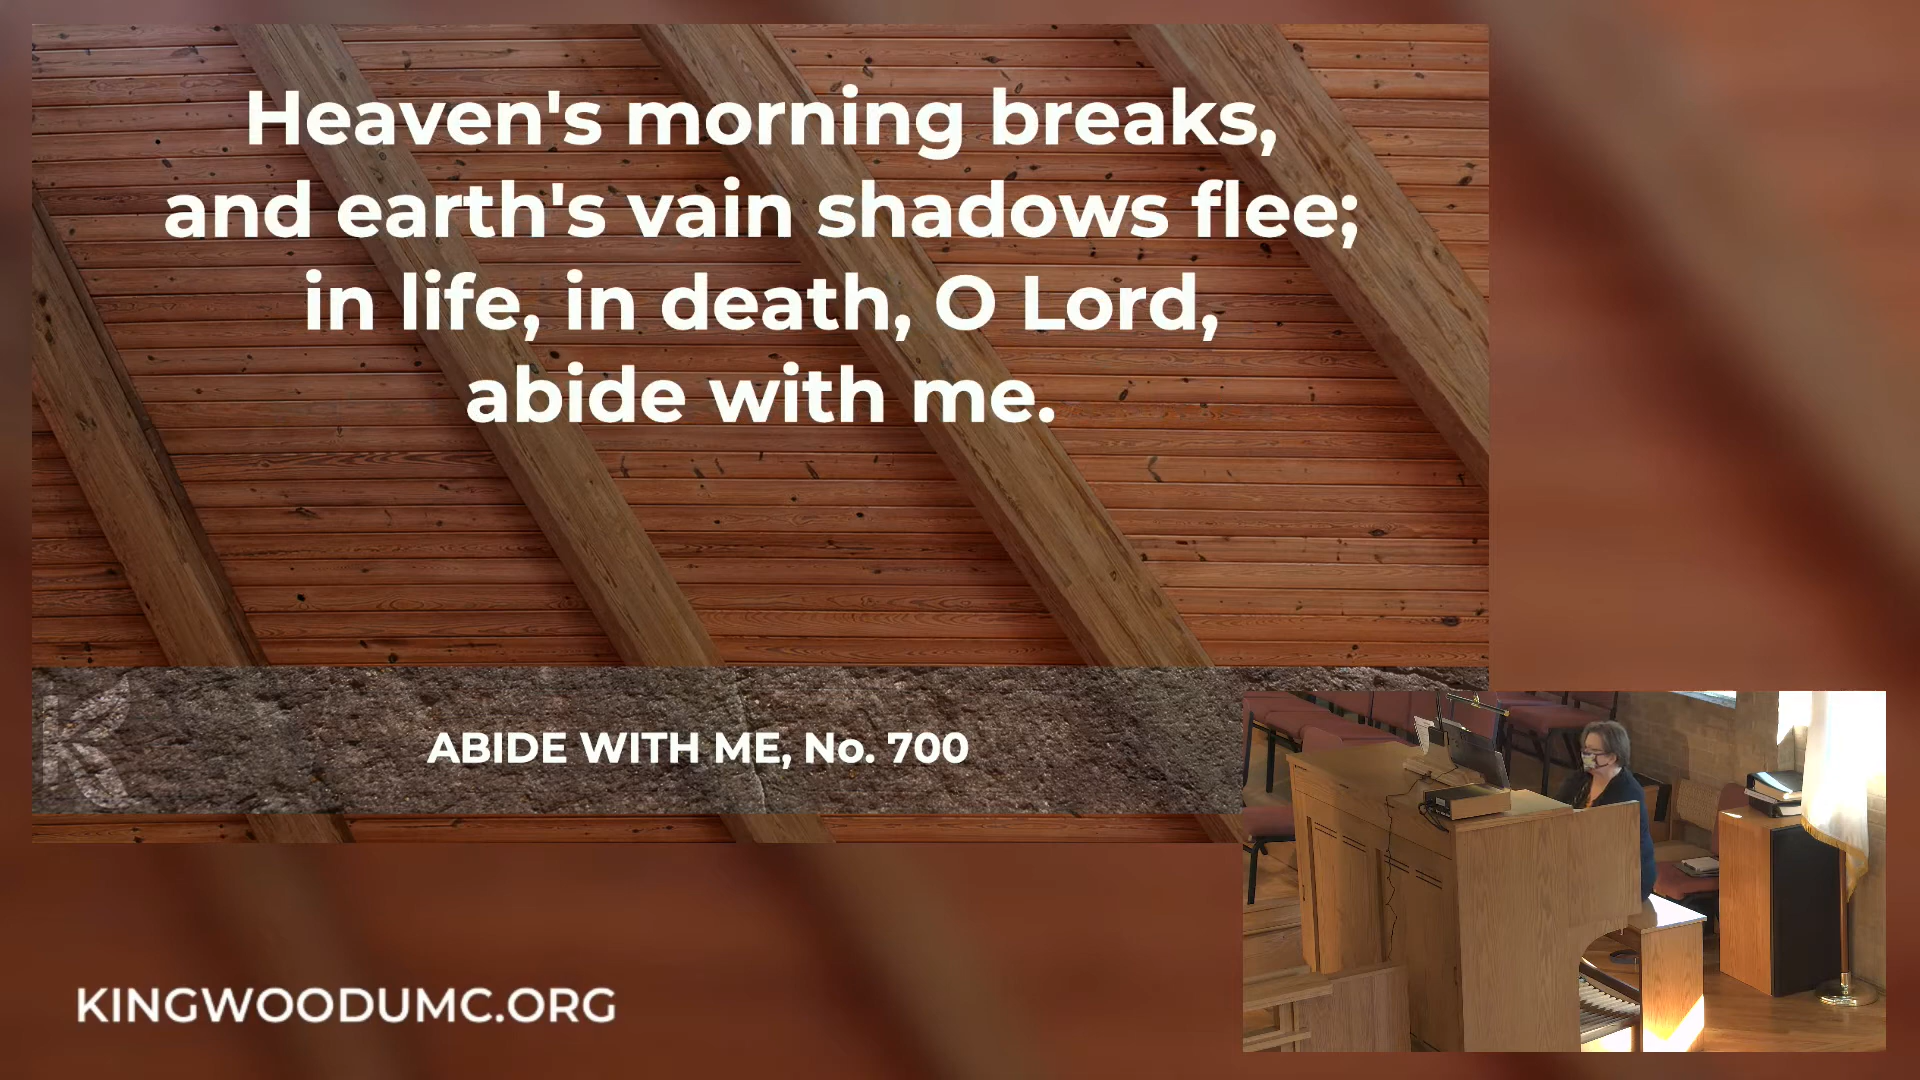 Heaven's morning breaks,
and earth's vain shadows flee;
in life, in death, O Lord,
abide with me.
ABIDE WITH ME, No. 700
KINGWOODUMC.ORG